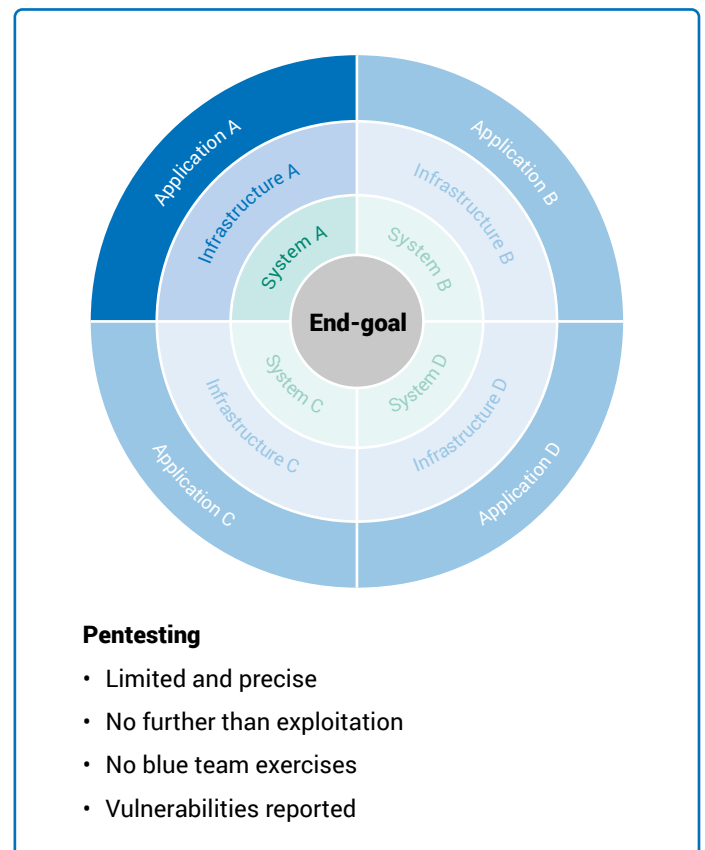 Application A
Application B
Infrastructure A
Infrastructure B
System A
System B
End-goal
System C
System D
Infrastructure C
Infrastructure D
Application C
Application D
Pentesting
• Limited and precise
• No further than exploitation
• No blue team exercises
• Vulnerabilities reported